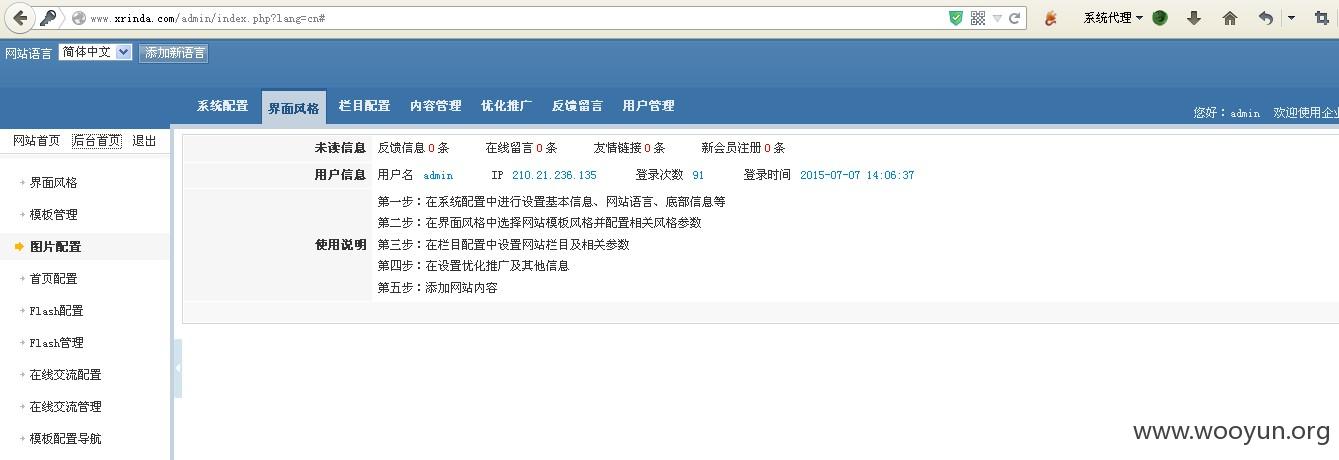 www.xrinda.com/admin/index.php?lang=cn#
系统代理
网站语言 简体中文 添加新语言
系统配置 界面风格 栏目配置 内容管理 优化推广 反馈留言 用户管理
您好：admin 欢迎使用企业
网站首页 后台首页 退出
界面风格
模板管理
图片配置
首页配置
Flash配置
Flash管理
在线交流配置
在线交流管理
模板配置导航
未读信息 反馈信息 0 条 在线留言 0 条 友情链接 0 条 新会员注册 0 条
用户信息 用户名 admin IP 210.21.236.135 登录次数 91 登录时间 2015-07-07 14:06:37
使用说明
第一步：在系统配置中进行设置基本信息、网站语言、底部信息等
第二步：在界面风格中选择网站模板风格并配置相关风格参数
第三步：在栏目配置中设置网站栏目及相关参数
第四步：在设置优化推广及其他信息
第五步：添加网站内容
www.wooyun.org